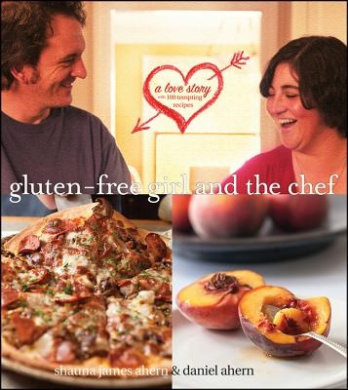 a love story
with 100 tempting
recipes
gluten-free girl and the chef
shauna james ahern & daniel ahern